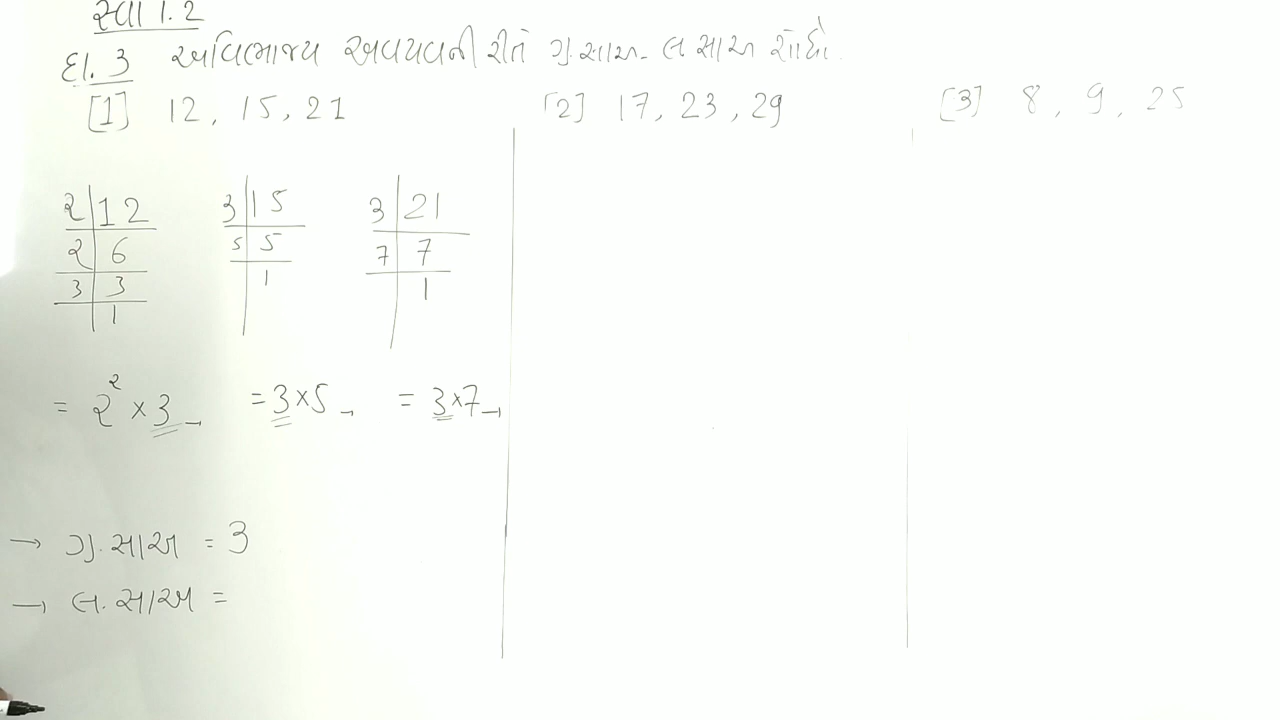 સ્વા 1.2
દા. 3 અવિભાજ્ય અવયવની રીતે ગુ.સા.અ. - લ સા અ શોધો.
[1] 12, 15, 21 [2] 17, 23, 29 [3] 8, 9, 25
2 12 3 15 3 21
2 6 5 5 7 7
3 3 1 1
1
= 2² × 3 → = 3 × 5 → = 3 × 7 →
→ ગુ. સાઅ = 3
→ લ. સાઅ =